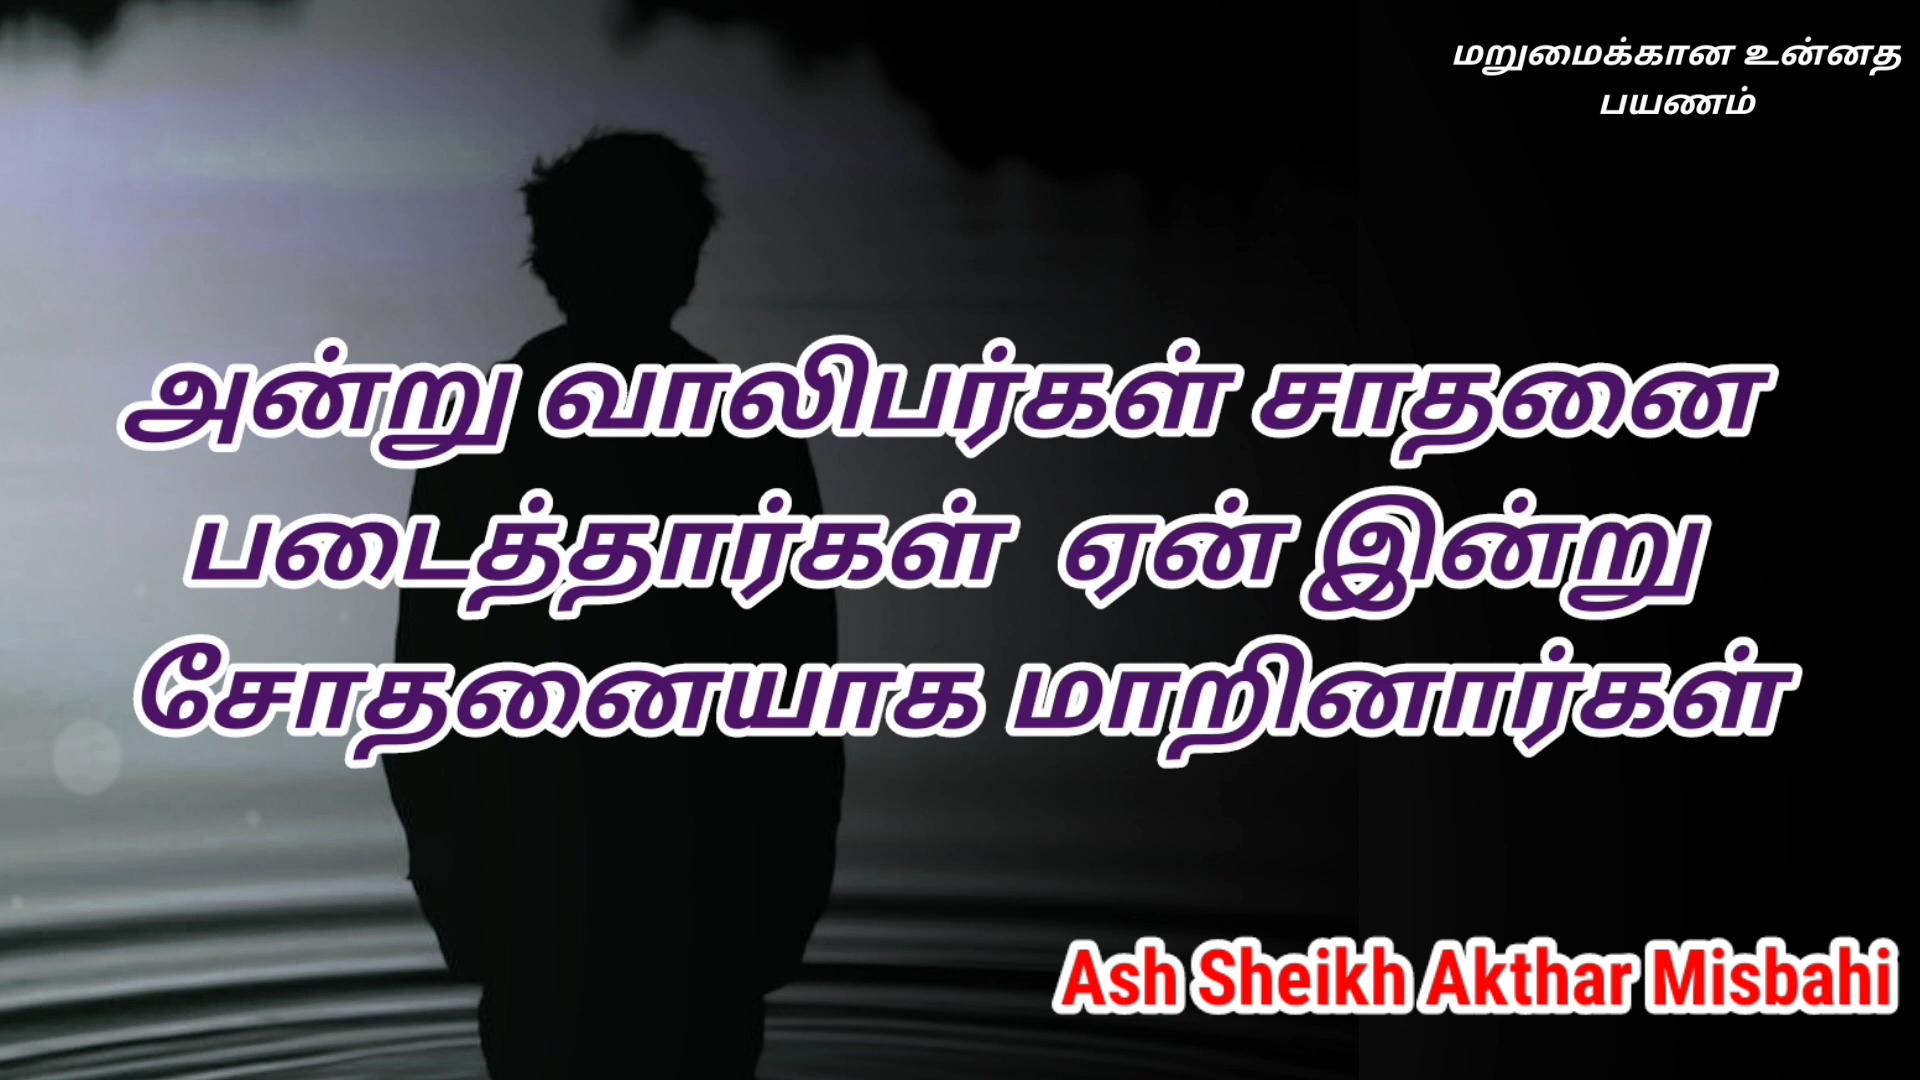 மறுமைக்கான உன்னத
பயணம்
அன்று வாலிபர்கள் சாதனை
படைத்தார்கள் ஏன் இன்று
சோதனையாக மாறினார்கள்
Ash Sheikh Akthar Misbahi